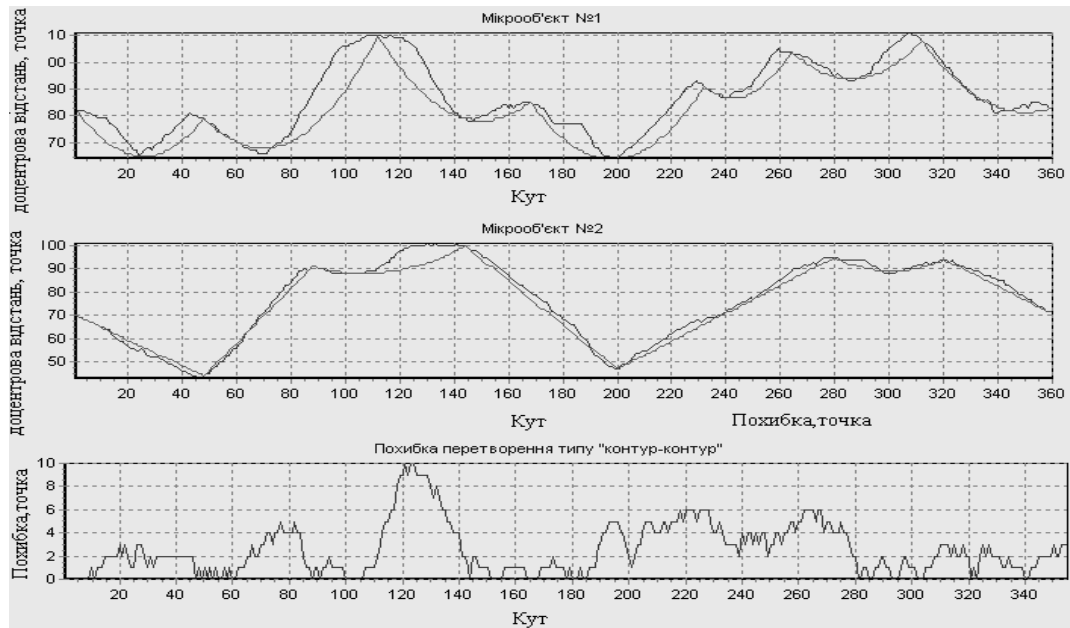 Мікрооб'єкт №1
доцентрова відстань, точка
10
00
90
80
70
20 40 60 80 100 120 140 160 180 200 220 240 260 280 300 320 340 360
Кут
Мікрооб'єкт №2
доцентрова відстань, точка
100
90
80
70
60
50
20 40 60 80 100 120 140 160 180 200 220 240 260 280 300 320 340 360
Кут
Похибка,точка
Похибка перетворення типу "контур-контур"
Похибка,точка
10
8
6
4
2
0
20 40 60 80 100 120 140 160 180 200 220 240 260 280 300 320 340
Кут